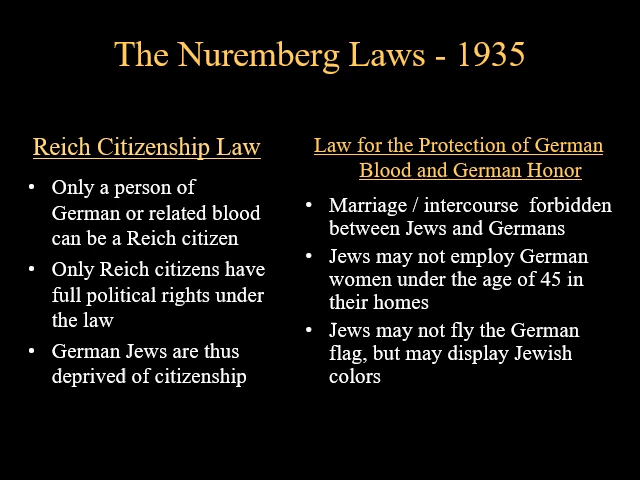 The Nuremberg Laws - 1935
Reich Citizenship Law
• Only a person of
German or related blood
can be a Reich citizen
• Only Reich citizens have
full political rights under
the law
• German Jews are thus
deprived of citizenship
Law for the Protection of German
Blood and German Honor
• Marriage / intercourse forbidden
between Jews and Germans
• Jews may not employ German
women under the age of 45 in
their homes
• Jews may not fly the German
flag, but may display Jewish
colors